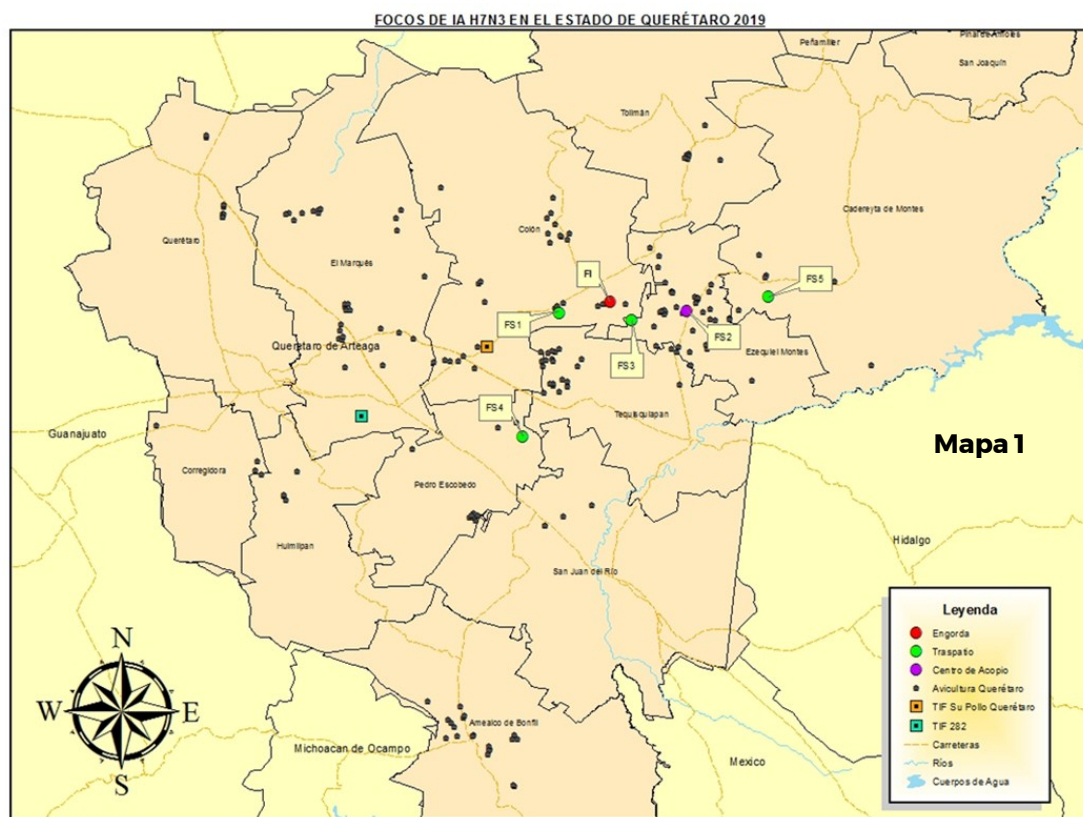 FOCOS DE IA H7N3 EN EL ESTADO DE QUERÉTARO 2019
Peñamiller
Pinal de Amoles
San Joaquín
Tolimán
Cadereyta de Montes
Querétaro
Colón
El Marqués
FI
FS5
FS1
FS2
Querétaro de Arteaga
FS3
Ezequiel Montes
FS4
Tequisquiapan
Guanajuato
Mapa 1
Corregidora
Pedro Escobedo
Huimilpan
Hidalgo
San Juan del Río
Leyenda
Engorda
Traspatio
Centro de Acopio
Avicultura Querétaro
TIF Su Pollo Querétaro
TIF 282
Carreteras
Ríos
Cuerpos de Agua
N
W E
S
Amealco de Bonfil
Michoacan de Ocampo
Mexico